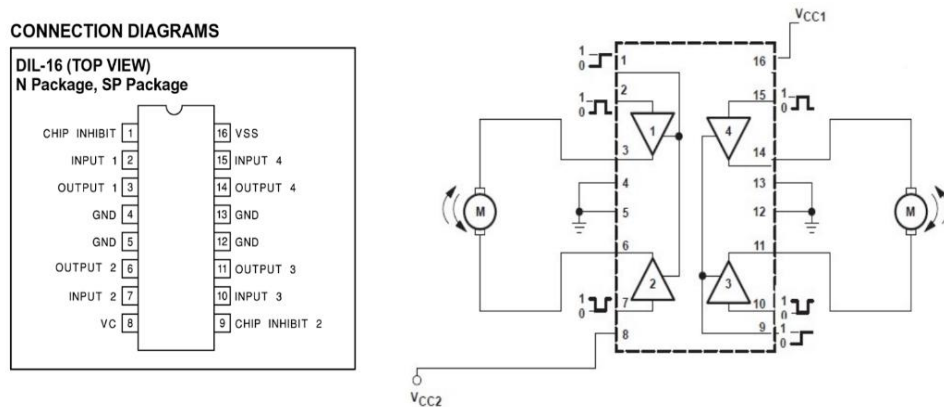 CONNECTION DIAGRAMS
DIL-16 (TOP VIEW)
N Package, SP Package
CHIP INHIBIT 1
INPUT 1 2
OUTPUT 1 3
GND 4
GND 5
OUTPUT 2 6
INPUT 2 7
VC 8
16 VSS
15 INPUT 4
14 OUTPUT 4
13 GND
12 GND
11 OUTPUT 3
10 INPUT 3
9 CHIP INHIBIT 2
VCC1
1
0
1
16
1
0
2
15
1
0
1
4
3
14
4
13
M
M
5
12
6
11
2
3
1
0
7
10
1
0
8
9
1
0
VCC2